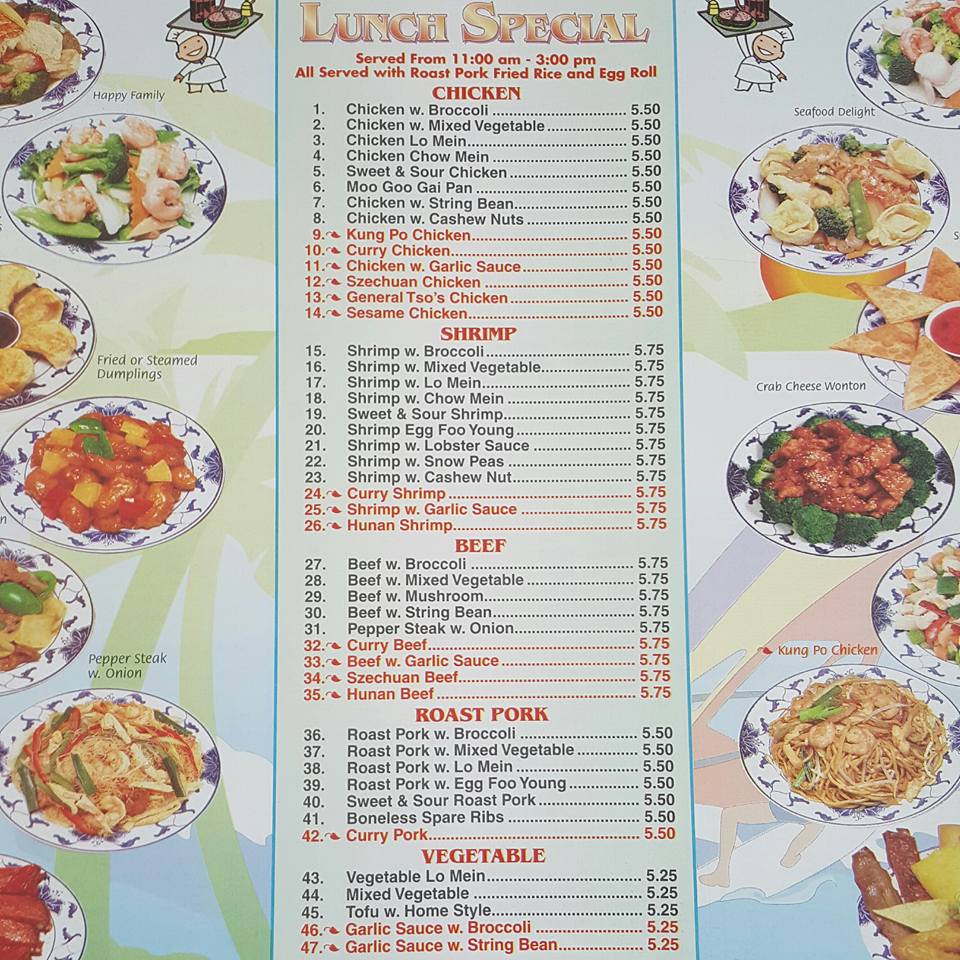 LUNCH SPECIAL
Served From 11:00 am - 3:00 pm
All Served with Roast Pork Fried Rice and Egg Roll
CHICKEN
1. Chicken w. Broccoli 5.50
2. Chicken w. Mixed Vegetable 5.50
3. Chicken Lo Mein 5.50
4. Chicken Chow Mein 5.50
5. Sweet & Sour Chicken 5.50
6. Moo Goo Gai Pan 5.50
7. Chicken w. String Bean 5.50
8. Chicken w. Cashew Nuts 5.50
9. Kung Po Chicken 5.50
10. Curry Chicken 5.50
11. Chicken w. Garlic Sauce 5.50
12. Szechuan Chicken 5.50
13. General Tso's Chicken 5.50
14. Sesame Chicken 5.50
SHRIMP
15. Shrimp w. Broccoli 5.75
16. Shrimp w. Mixed Vegetable 5.75
17. Shrimp w. Lo Mein 5.75
18. Shrimp w. Chow Mein 5.75
19. Sweet & Sour Shrimp 5.75
20. Shrimp Egg Foo Young 5.75
21. Shrimp w. Lobster Sauce 5.75
22. Shrimp w. Snow Peas 5.75
23. Shrimp w. Cashew Nut 5.75
24. Curry Shrimp 5.75
25. Shrimp w. Garlic Sauce 5.75
26. Hunan Shrimp 5.75
BEEF
27. Beef w. Broccoli 5.75
28. Beef w. Mixed Vegetable 5.75
29. Beef w. Mushroom 5.75
30. Beef w. String Bean 5.75
31. Pepper Steak w. Onion 5.75
32. Curry Beef 5.75
33. Beef w. Garlic Sauce 5.75
34. Szechuan Beef 5.75
35. Hunan Beef 5.75
ROAST PORK
36. Roast Pork w. Broccoli 5.50
37. Roast Pork w. Mixed Vegetable 5.50
38. Roast Pork w. Lo Mein 5.50
39. Roast Pork w. Egg Foo Young 5.50
40. Sweet & Sour Roast Pork 5.50
41. Boneless Spare Ribs 5.50
42. Curry Pork 5.50
VEGETABLE
43. Vegetable Lo Mein 5.25
44. Mixed Vegetable 5.25
45. Tofu w. Home Style 5.25
46. Garlic Sauce w. Broccoli 5.25
47. Garlic Sauce w. String Bean 5.25
Happy Family
Fried or Steamed
Dumplings
Pepper Steak
w. Onion
Seafood Delight
Crab Cheese Wonton
Kung Po Chicken